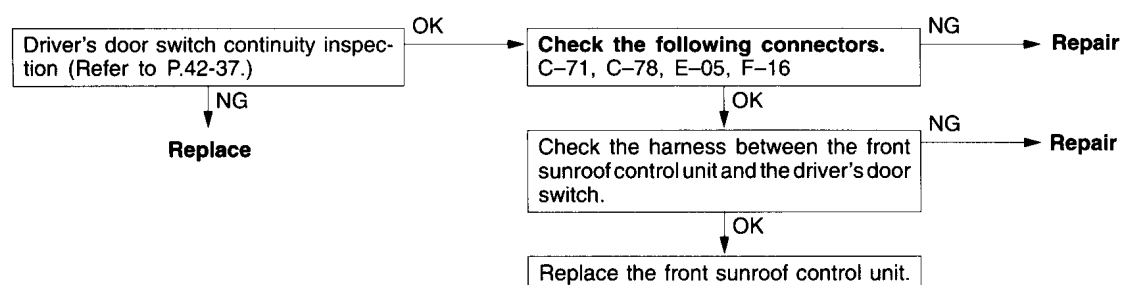 Driver's door switch continuity inspec-
tion (Refer to P.42-37.)
OK
NG
Replace
Check the following connectors.
C–71, C–78, E–05, F–16
NG
Repair
OK
Check the harness between the front
sunroof control unit and the driver's door
switch.
NG
Repair
OK
Replace the front sunroof control unit.